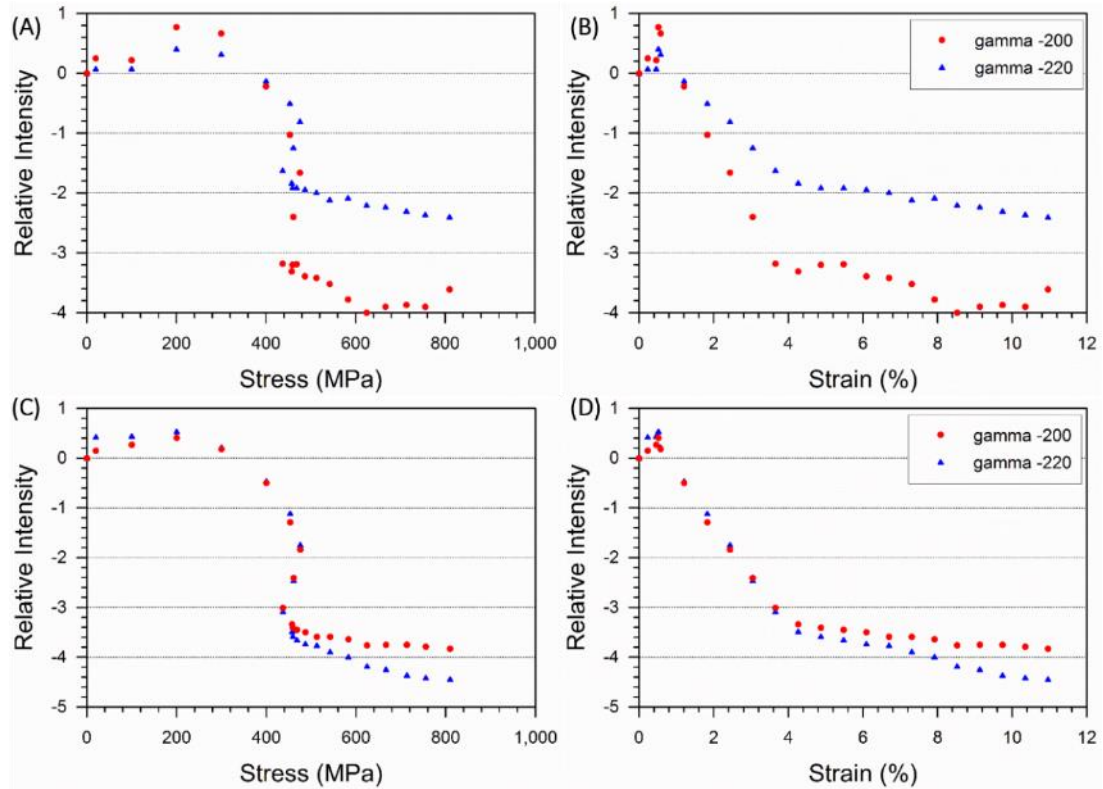 (A)
1
0
-1
-2
-3
-4
Relative Intensity
0 200 400 600 800 1,000
Stress (MPa)
(B)
1
0
-1
-2
-3
-4
Relative Intensity
gamma -200
gamma -220
0 2 4 6 8 10 12
Strain (%)
(C)
1
0
-1
-2
-3
-4
-5
Relative Intensity
0 200 400 600 800 1,000
Stress (MPa)
(D)
1
0
-1
-2
-3
-4
-5
Relative Intensity
gamma -200
gamma -220
0 2 4 6 8 10 12
Strain (%)